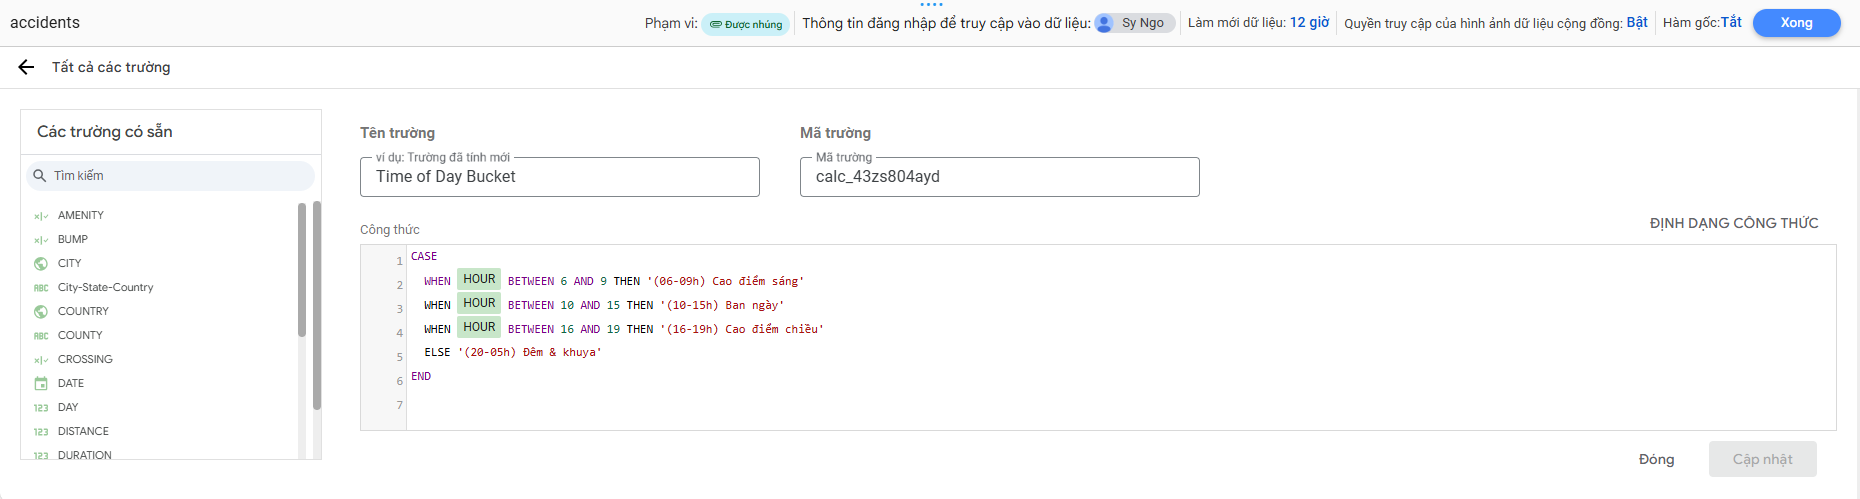 accidents
Phạm vi: Được nhúng Thông tin đăng nhập để truy cập vào dữ liệu: Sy Ngo Làm mới dữ liệu: 12 giờ Quyền truy cập của hình ảnh dữ liệu cộng đồng: Bật Hàm gốc:Tắt Xong
Tất cả các trường
Các trường có sẵn
Tìm kiếm
AMENITY
BUMP
CITY
ABC City-State-Country
COUNTRY
ABC COUNTY
CROSSING
DATE
123 DAY
123 DISTANCE
123 DURATION
Tên trường
ví dụ: Trường đã tính mới
Time of Day Bucket
Mã trường
Mã trường
calc_43zs804ayd
Công thức
ĐỊNH DẠNG CÔNG THỨC
1 CASE
2 WHEN HOUR BETWEEN 6 AND 9 THEN '(06-09h) Cao điểm sáng'
3 WHEN HOUR BETWEEN 10 AND 15 THEN '(10-15h) Ban ngày'
4 WHEN HOUR BETWEEN 16 AND 19 THEN '(16-19h) Cao điểm chiều'
5 ELSE '(20-05h) Đêm & khuya'
6 END
7
Đóng Cập nhật